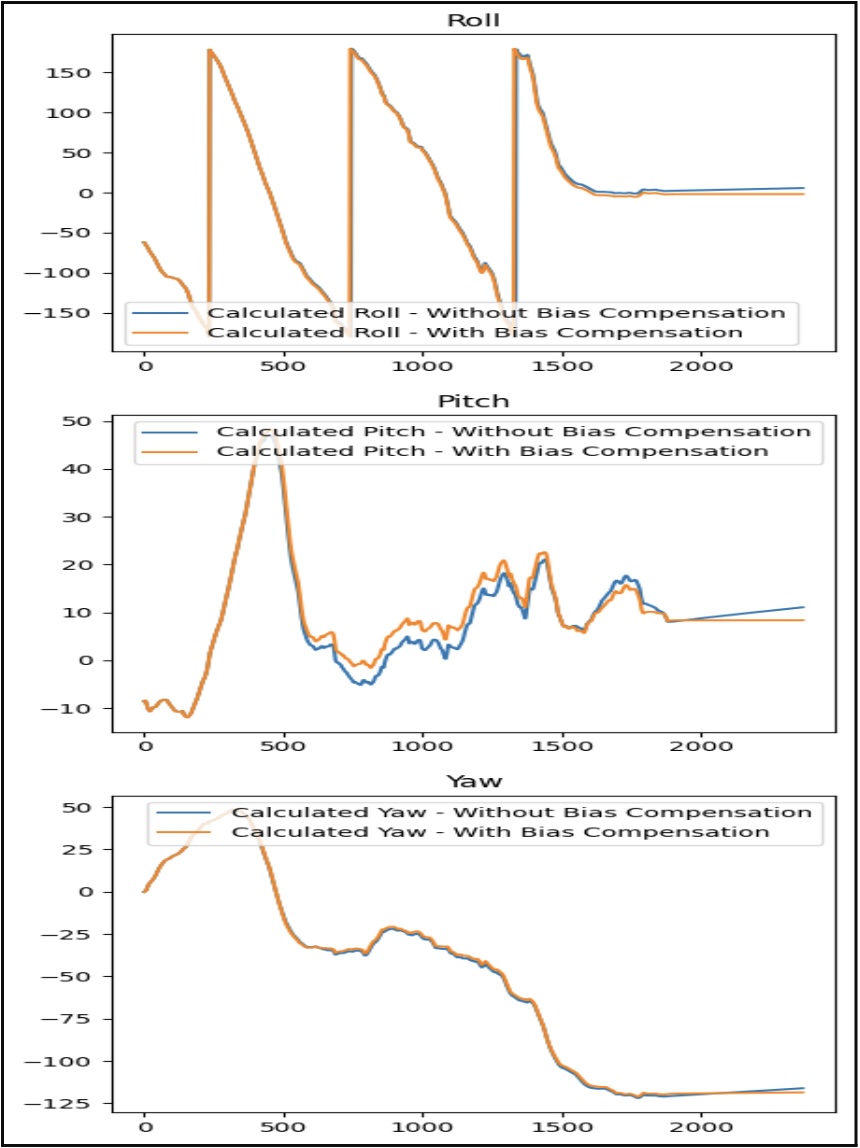 Roll
150
100
50
0
−50
−100
−150
Calculated Roll - Without Bias Compensation
Calculated Roll - With Bias Compensation
0 500 1000 1500 2000
Pitch
50
40
30
20
10
0
−10
Calculated Pitch - Without Bias Compensation
Calculated Pitch - With Bias Compensation
0 500 1000 1500 2000
Yaw
50
25
0
−25
−50
−75
−100
−125
Calculated Yaw - Without Bias Compensation
Calculated Yaw - With Bias Compensation
0 500 1000 1500 2000